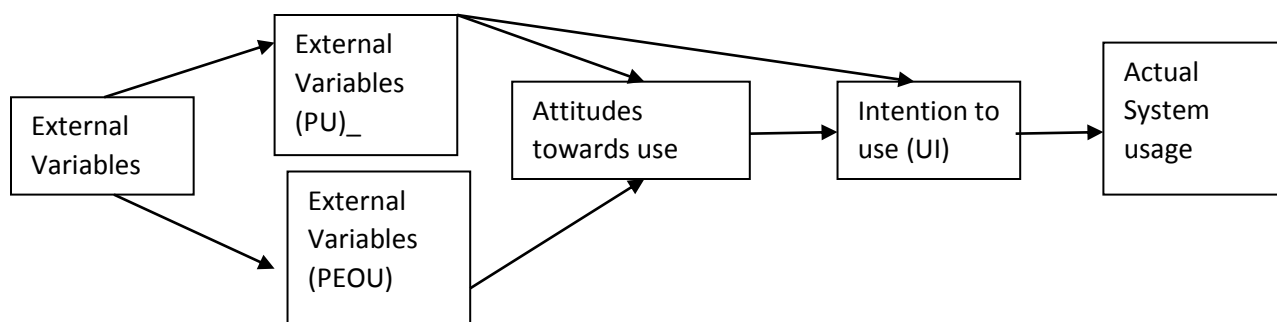 External
Variables
External
Variables
(PU)_
External
Variables
(PEOU)
Attitudes
towards use
Intention to
use (UI)
Actual
System
usage